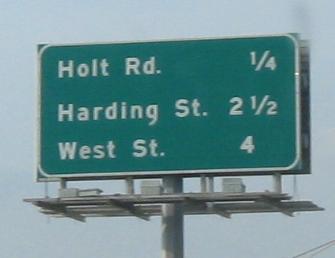 Holt Rd. ¼
Harding St. 2 ½
West St. 4